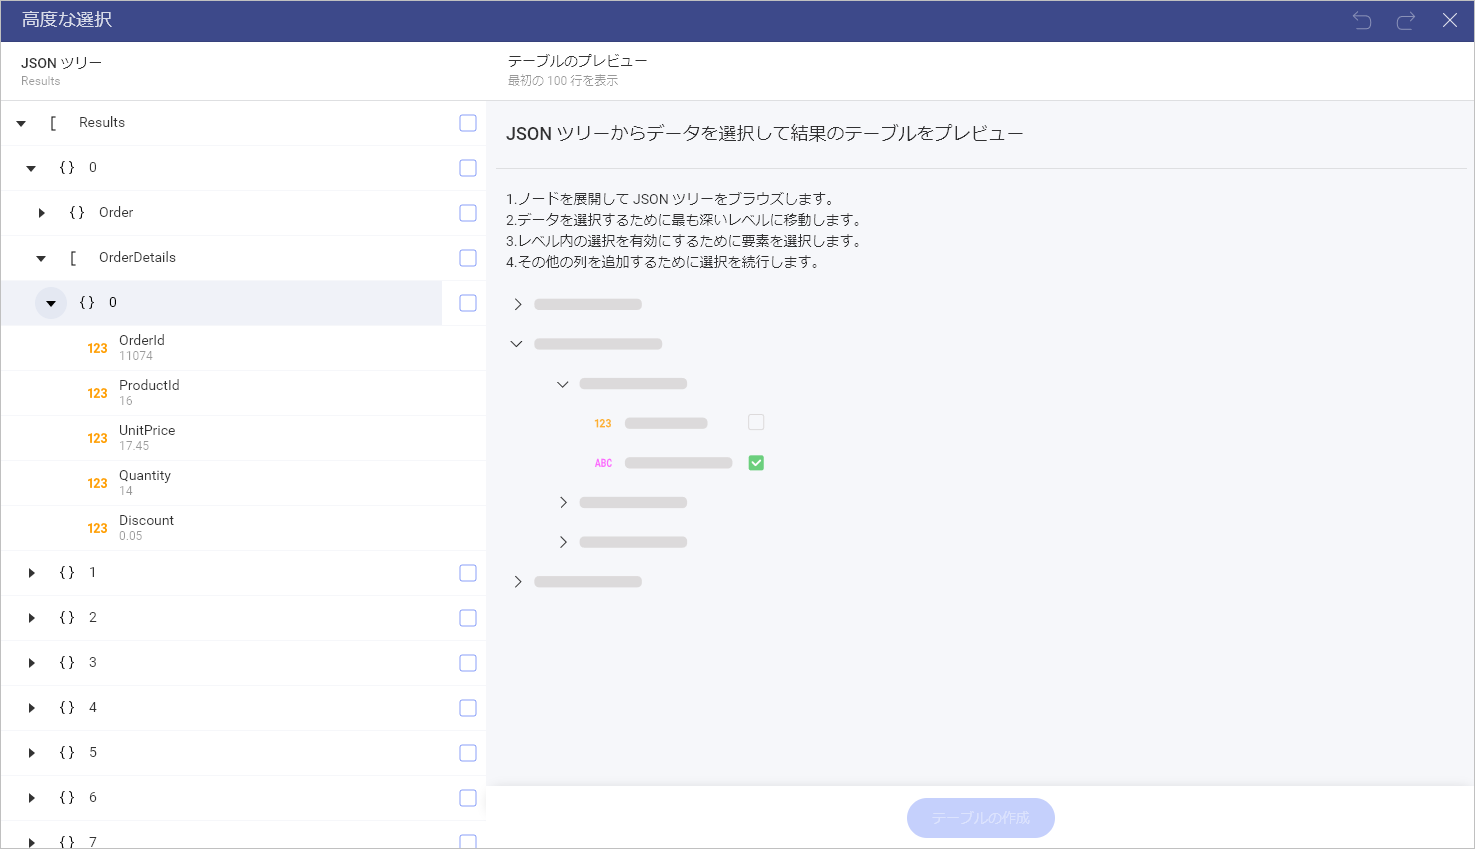 高度な選択
JSON ツリー
Results
テーブルのプレビュー
最初の 100 行を表示
[ Results
{} 0
{} Order
[ OrderDetails
{} 0
123 OrderId
11074
123 ProductId
16
123 UnitPrice
17.45
123 Quantity
14
123 Discount
0.05
{} 1
{} 2
{} 3
{} 4
{} 5
{} 6
{} 7
JSON ツリーからデータを選択して結果のテーブルをプレビュー
1.ノードを展開して JSON ツリーをブラウズします。
2.データを選択するために最も深いレベルに移動します。
3.レベル内の選択を有効にするために要素を選択します。
4.その他の列を追加するために選択を続行します。
123
ABC
テーブルの作成